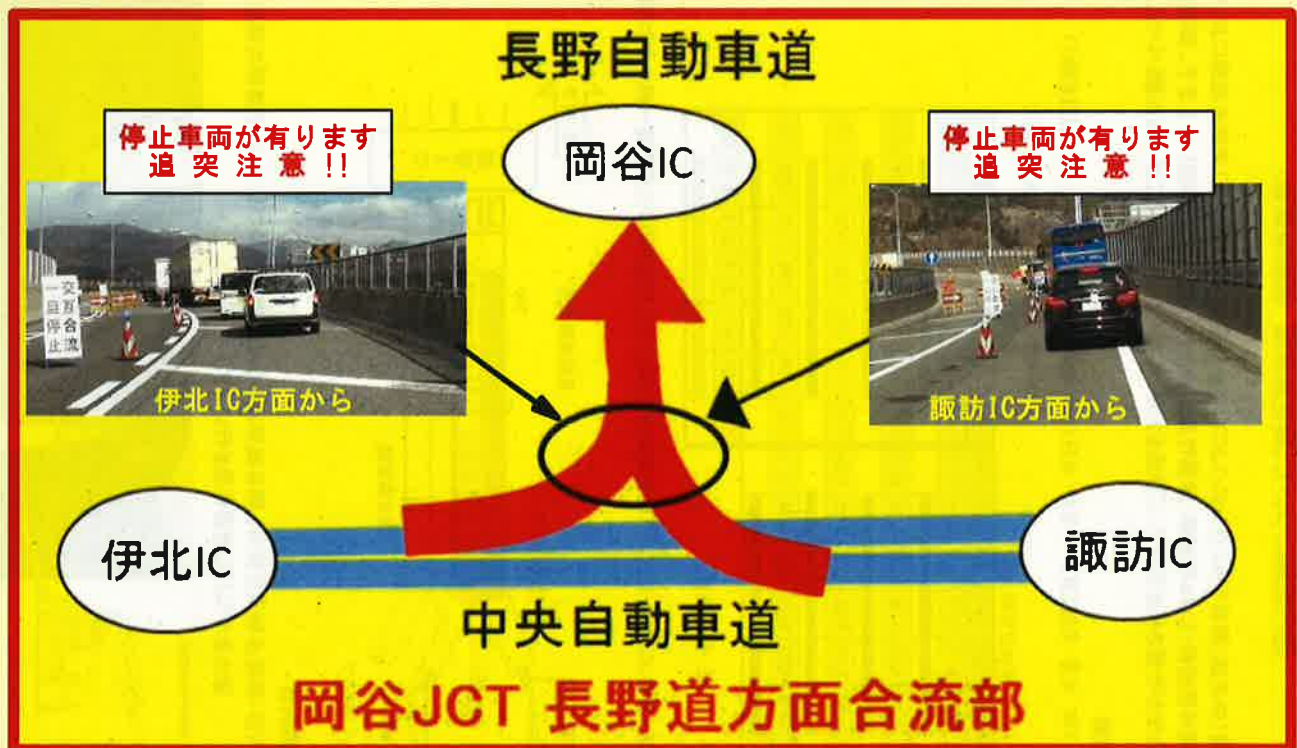 長野自動車道
停止車両が有ります
追突注意!!
岡谷IC
停止車両が有ります
追突注意!!
交互合流
一旦停止
伊北IC方面から
諏訪IC方面から
伊北IC
諏訪IC
中央自動車道
岡谷JCT 長野道方面合流部